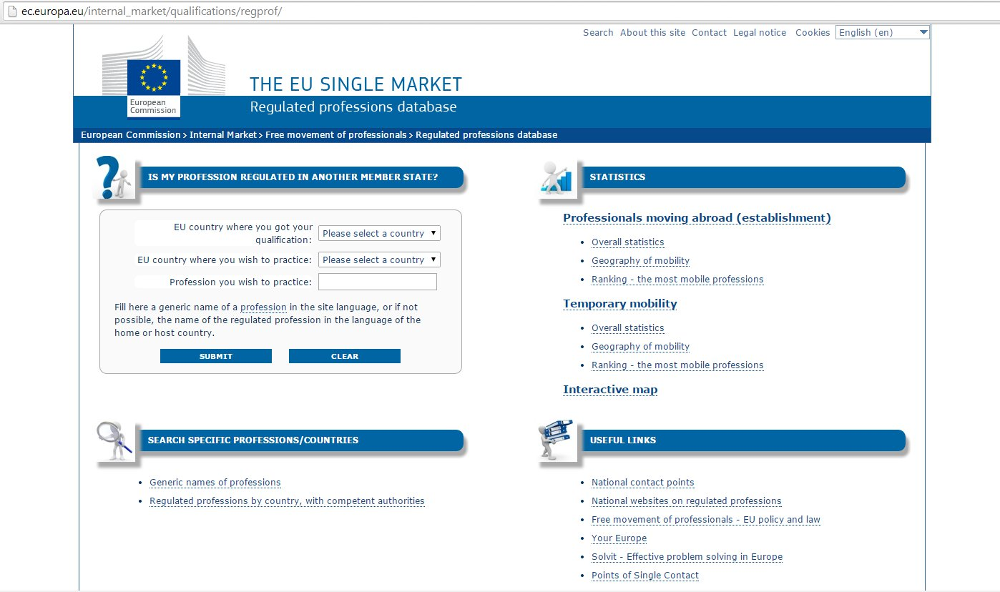 ec.europa.eu/internal_market/qualifications/regprof/
Search About this site Contact Legal notice Cookies English (en)
THE EU SINGLE MARKET
Regulated professions database
European
Commission
European Commission > Internal Market > Free movement of professionals > Regulated professions database
IS MY PROFESSION REGULATED IN ANOTHER MEMBER STATE?
EU country where you got your
qualification:
Please select a country
EU country where you wish to practice:
Please select a country
Profession you wish to practice:
Fill here a generic name of a profession in the site language, or if not
possible, the name of the regulated profession in the language of the
home or host country.
SUBMIT
CLEAR
STATISTICS
Professionals moving abroad (establishment)
Overall statistics
Geography of mobility
Ranking - the most mobile professions
Temporary mobility
Overall statistics
Geography of mobility
Ranking - the most mobile professions
Interactive map
SEARCH SPECIFIC PROFESSIONS/COUNTRIES
Generic names of professions
Regulated professions by country, with competent authorities
USEFUL LINKS
National contact points
National websites on regulated professions
Free movement of professionals - EU policy and law
Your Europe
Solvit - Effective problem solving in Europe
Points of Single Contact